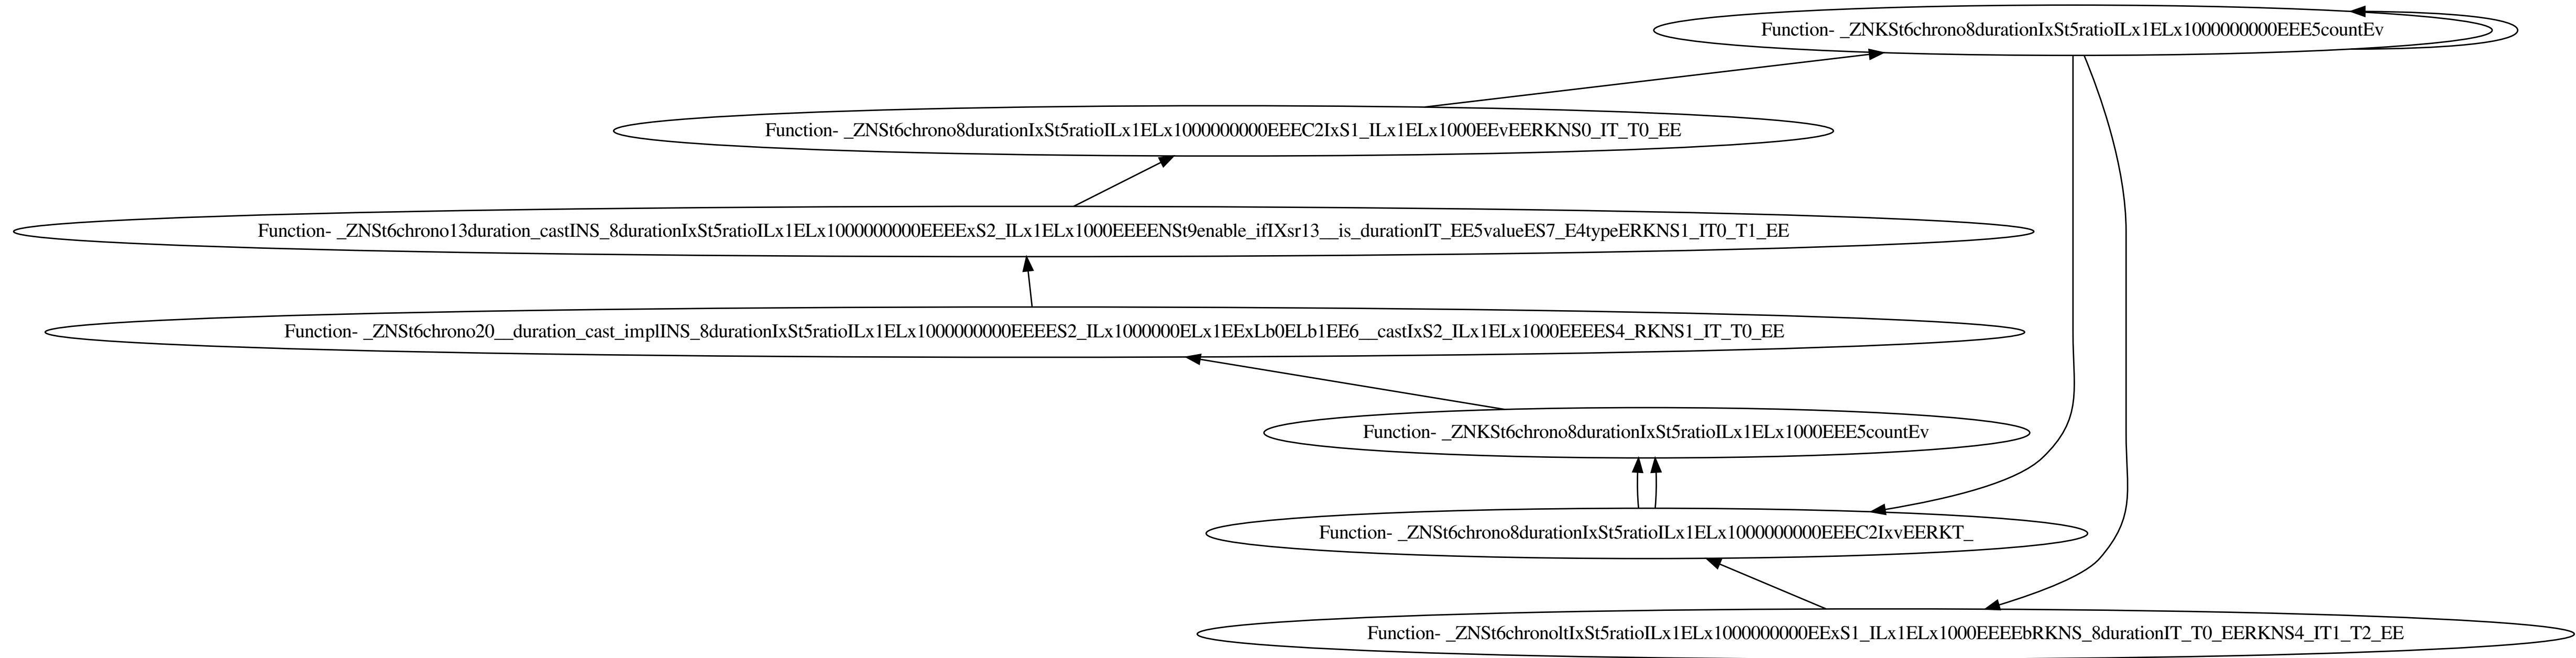 Function- _ZNKSt6chrono8durationIxSt5ratioILx1ELx1000000000EEE5countEv
Function- _ZNSt6chrono8durationIxSt5ratioILx1ELx1000000000EEEC2IxS1_ILx1ELx1000EEvEERKNS0_IT_T0_EE
Function- _ZNSt6chrono13duration_castINS_8durationIxSt5ratioILx1ELx1000000000EEEExS2_ILx1ELx1000EEEENSt9enable_ifIXsr13__is_durationIT_EE5valueES7_E4typeERKNS1_IT0_T1_EE
Function- _ZNSt6chrono20__duration_cast_implINS_8durationIxSt5ratioILx1ELx1000000000EEEES2_ILx1000000ELx1EExLb0ELb1EE6__castIxS2_ILx1ELx1000EEEES4_RKNS1_IT_T0_EE
Function- _ZNKSt6chrono8durationIxSt5ratioILx1ELx1000EEE5countEv
Function- _ZNSt6chrono8durationIxSt5ratioILx1ELx1000000000EEEC2IxvEERKT_
Function- _ZNSt6chronoltIxSt5ratioILx1ELx1000000000EExS1_ILx1ELx1000EEEEbRKNS_8durationIT_T0_EERKNS4_IT1_T2_EE